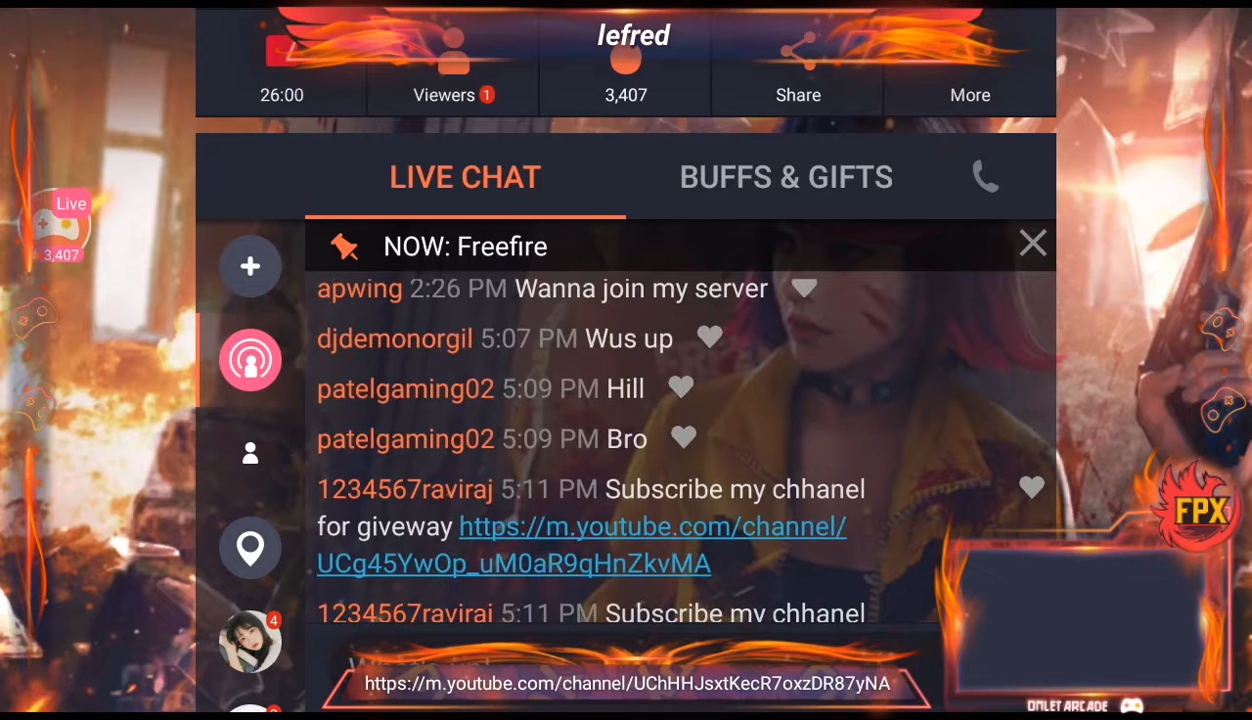 lefred
26:00
Viewers 1
3,407
Share
More
LIVE CHAT
BUFFS & GIFTS
Live
3,407
NOW: Freefire
apwing 2:26 PM Wanna join my server
djdemonorgil 5:07 PM Wus up
patelgaming02 5:09 PM Hill
patelgaming02 5:09 PM Bro
1234567raviraj 5:11 PM Subscribe my chhanel
for giveway https://m.youtube.com/channel/
UCg45YwOp_uM0aR9qHnZkvMA
1234567raviraj 5:11 PM Subscribe my chhanel
FPX
4
https://m.youtube.com/channel/UChHHJsxtKecR7oxzDR87yNA
OMLET ARCADE